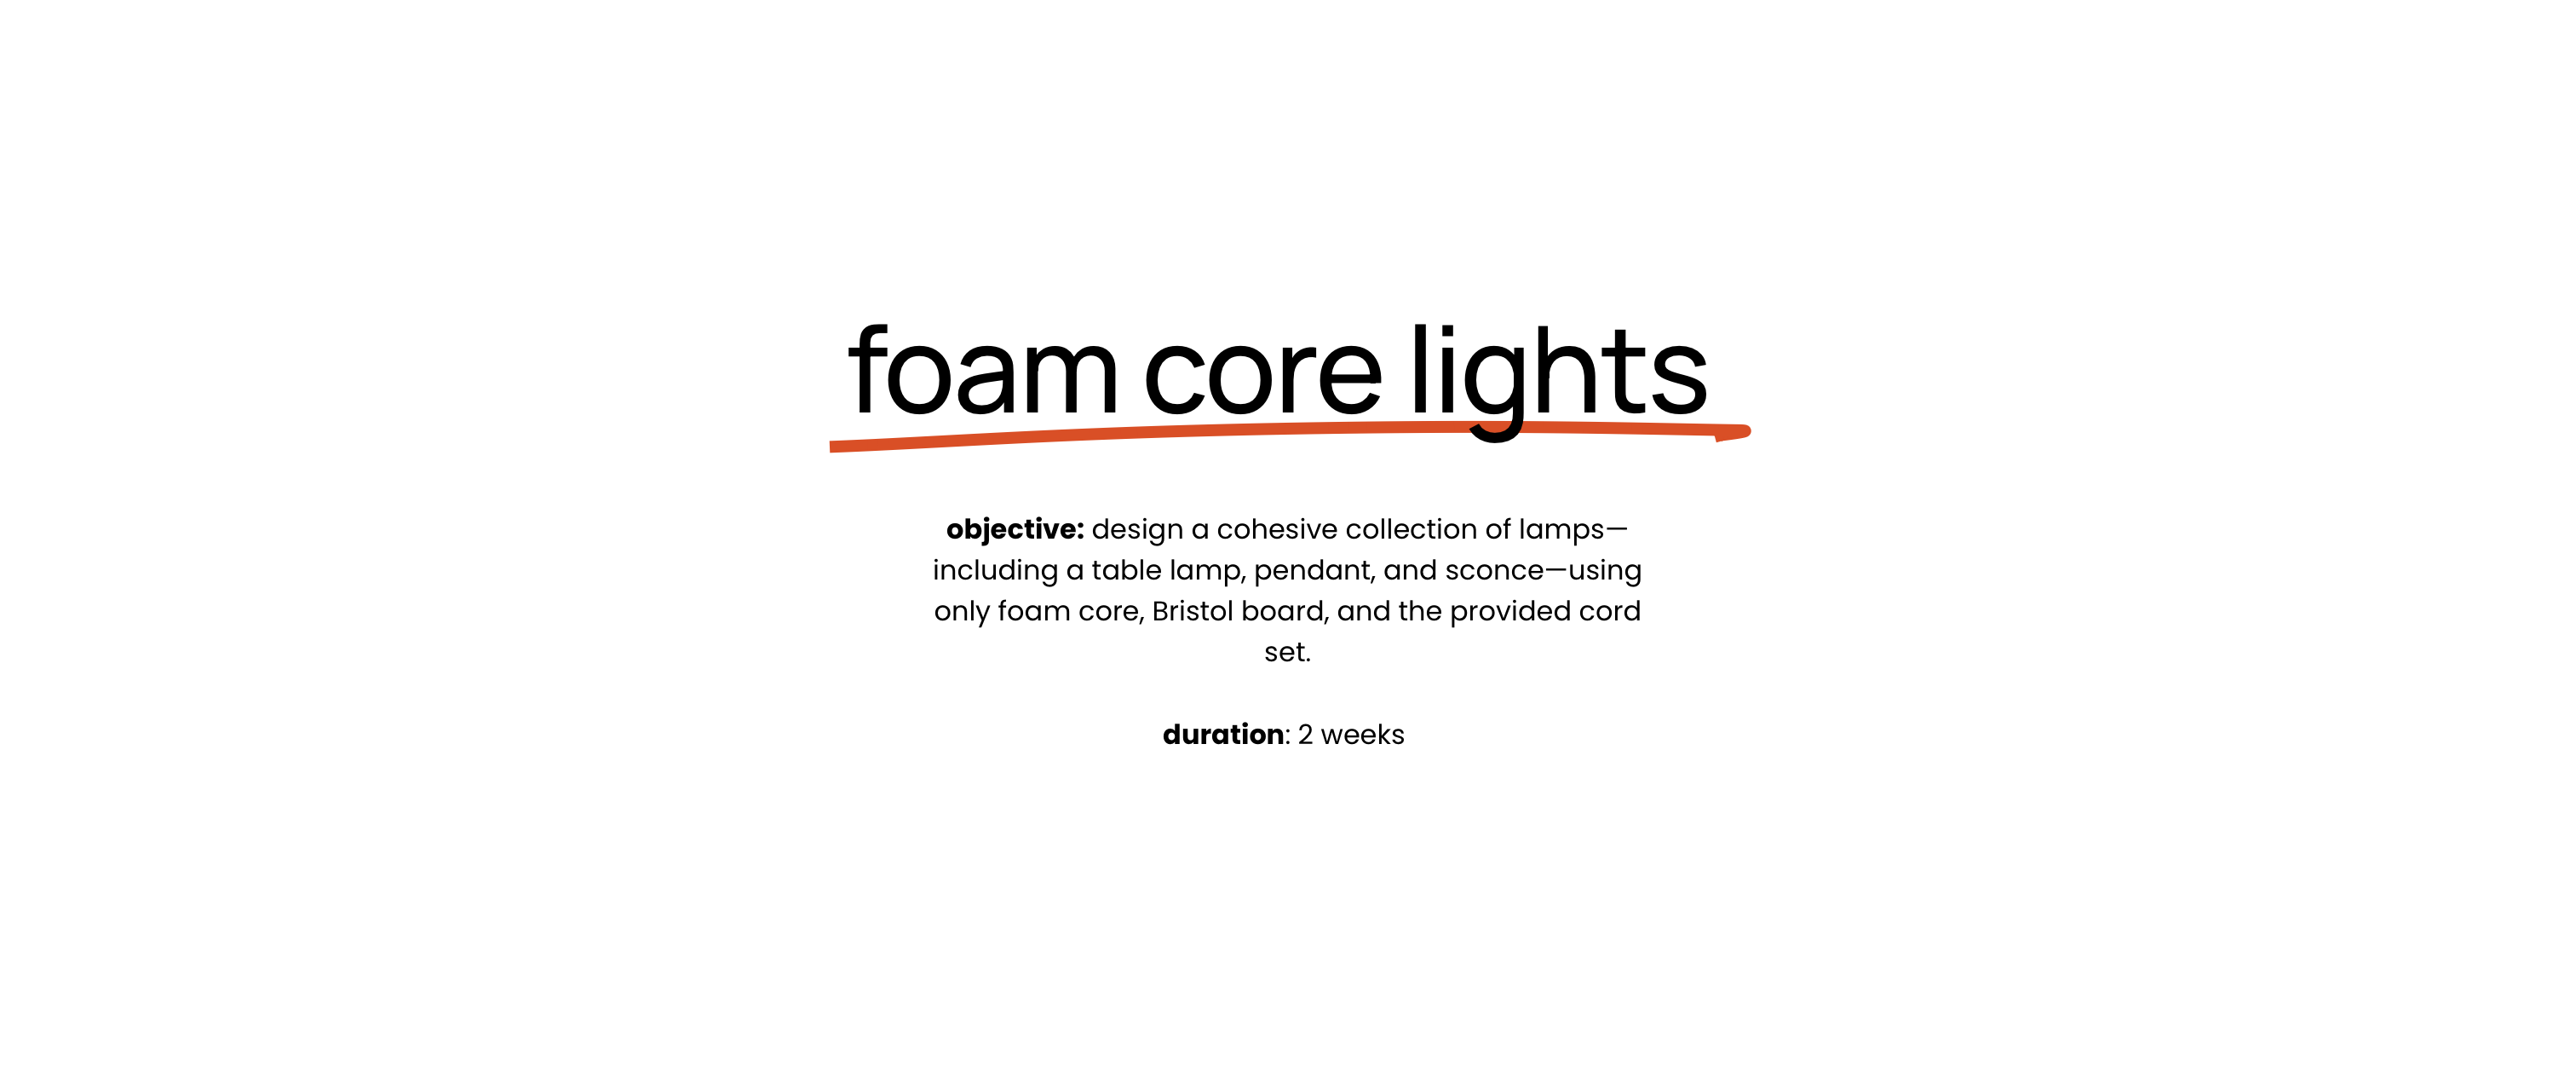 foam core lights
objective: design a cohesive collection of lamps—
including a table lamp, pendant, and sconce—using
only foam core, Bristol board, and the provided cord
set.
duration: 2 weeks